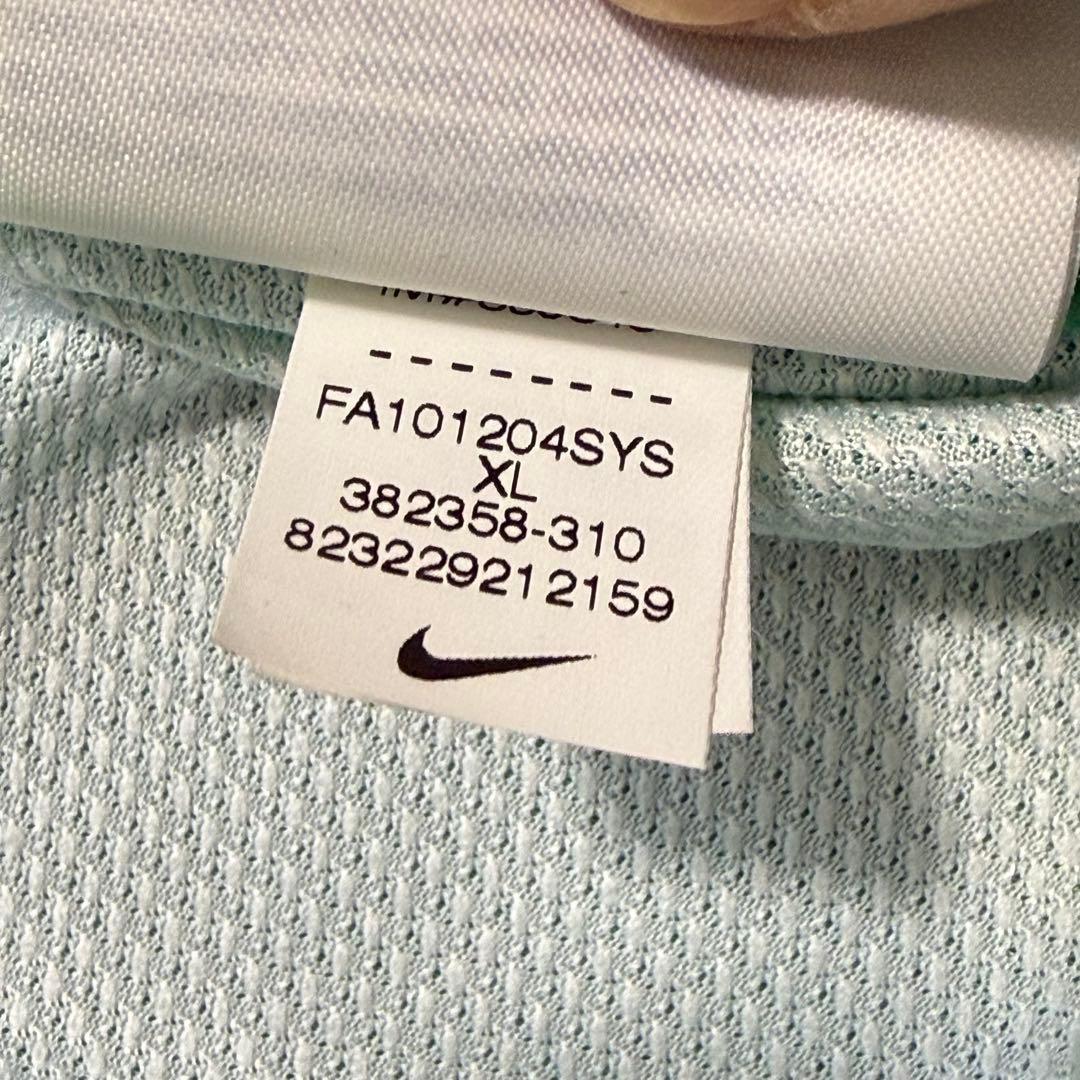 - - - - - - - -
FA101204SYS
XL
382358-310
823229212159